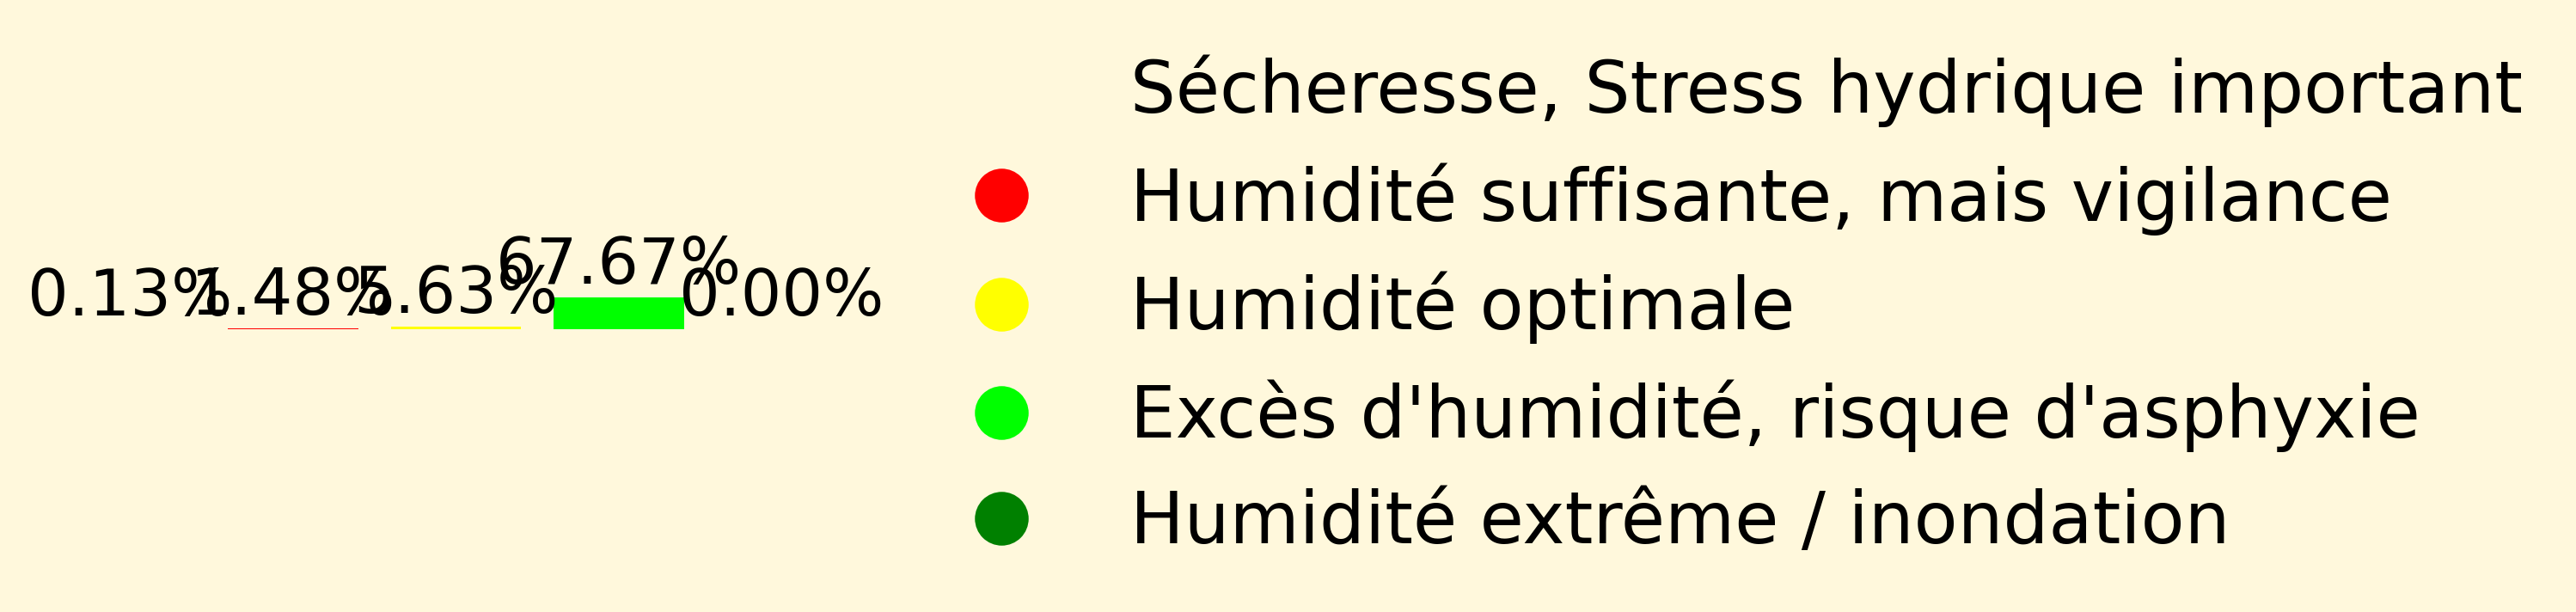 0.13%
1.48%
5.63%
67.67%
0.00%
Sécheresse, Stress hydrique important
Humidité suffisante, mais vigilance
Humidité optimale
Excès d'humidité, risque d'asphyxie
Humidité extrême / inondation